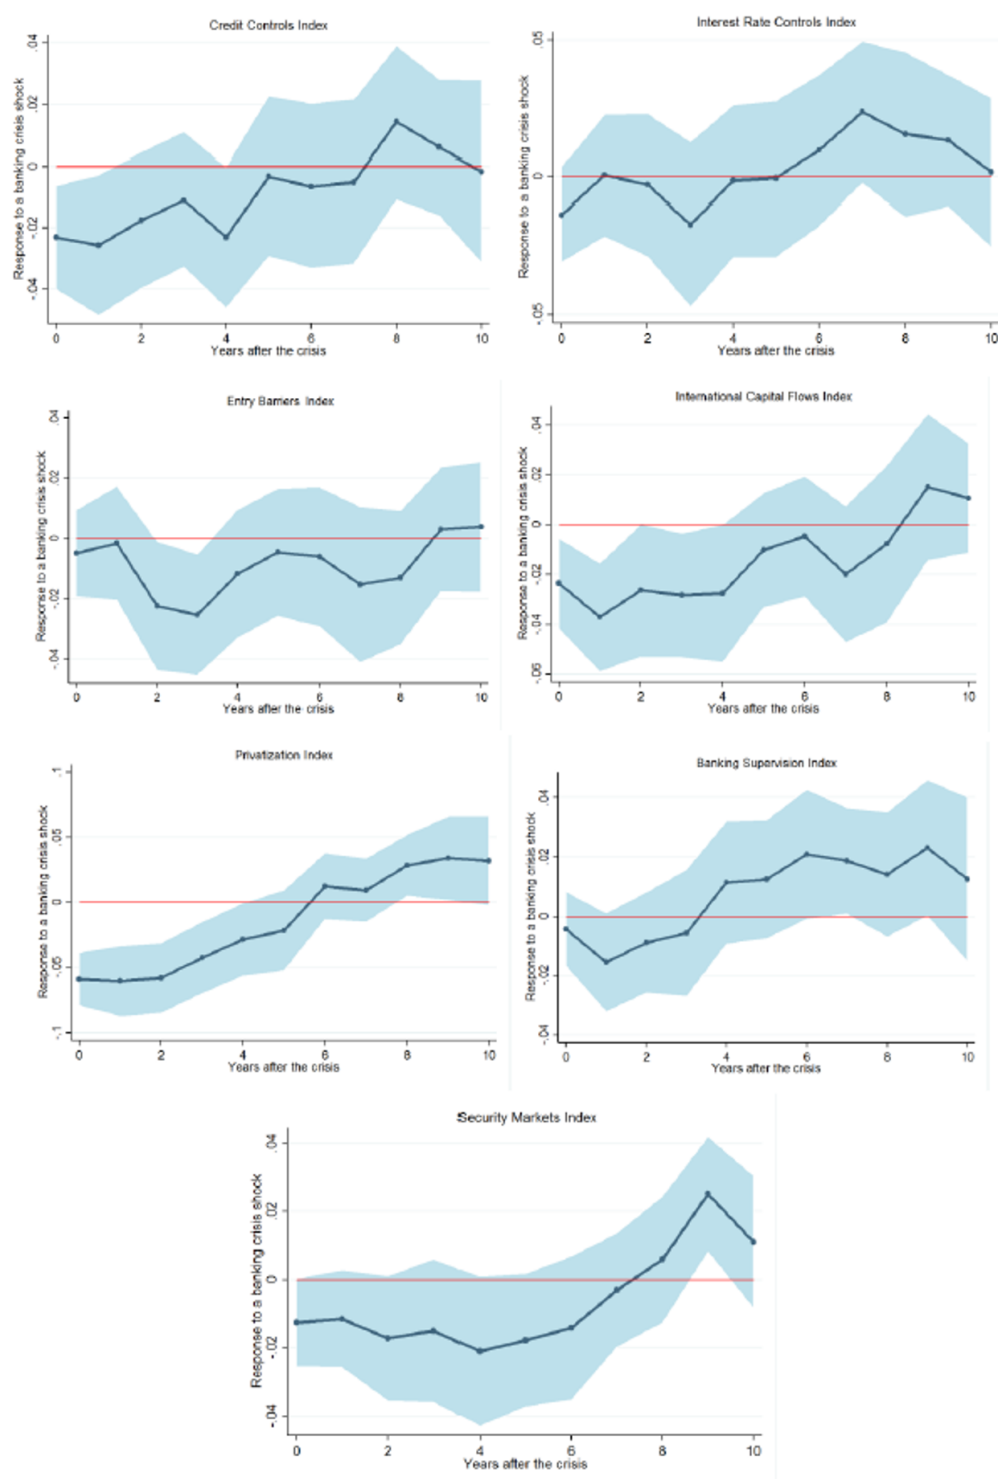 Credit Controls Index
Response to a banking crisis shock
.04
.02
0
-.02
-.04
0 2 4 6 8 10
Years after the crisis
Interest Rate Controls Index
Response to a banking crisis shock
.05
0
-.05
0 2 4 6 8 10
Years after the crisis
Entry Barriers Index
Response to a banking crisis shock
.04
.02
0
-.02
-.04
0 2 4 6 8 10
Years after the crisis
International Capital Flows Index
Response to a banking crisis shock
.04
.02
0
-.02
-.04
-.06
0 2 4 6 8 10
Years after the crisis
Privatization Index
Response to a banking crisis shock
.1
.05
0
-.05
-.1
0 2 4 6 8 10
Years after the crisis
Banking Supervision Index
Response to a banking crisis shock
.04
.02
0
-.02
-.04
0 2 4 6 8 10
Years after the crisis
Security Markets Index
Response to a banking crisis shock
.04
.02
0
-.02
-.04
0 2 4 6 8 10
Years after the crisis